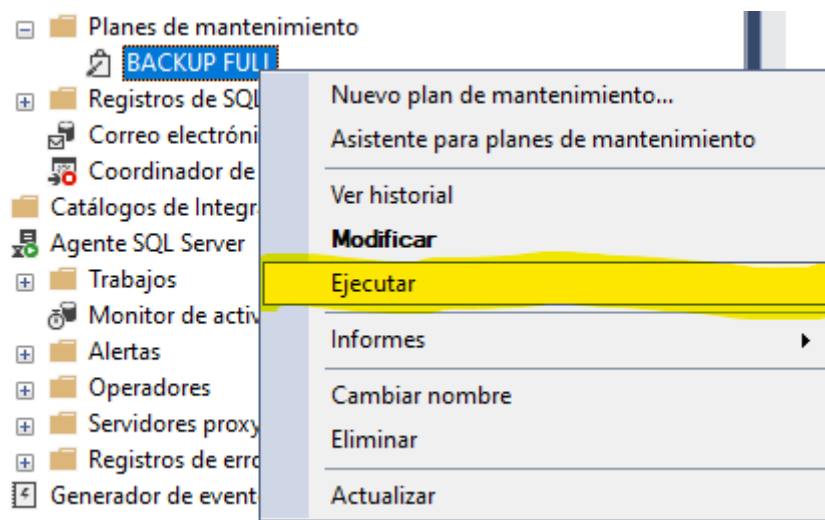 Planes de mantenimiento
BACKUP FULL
Registros de SQL
Correo electróni
Coordinador de
Catálogos de Integr
Agente SQL Server
Trabajos
Monitor de activ
Alertas
Operadores
Servidores proxy
Registros de erro
Generador de event
Nuevo plan de mantenimiento...
Asistente para planes de mantenimiento
Ver historial
Modificar
Ejecutar
Informes
Cambiar nombre
Eliminar
Actualizar